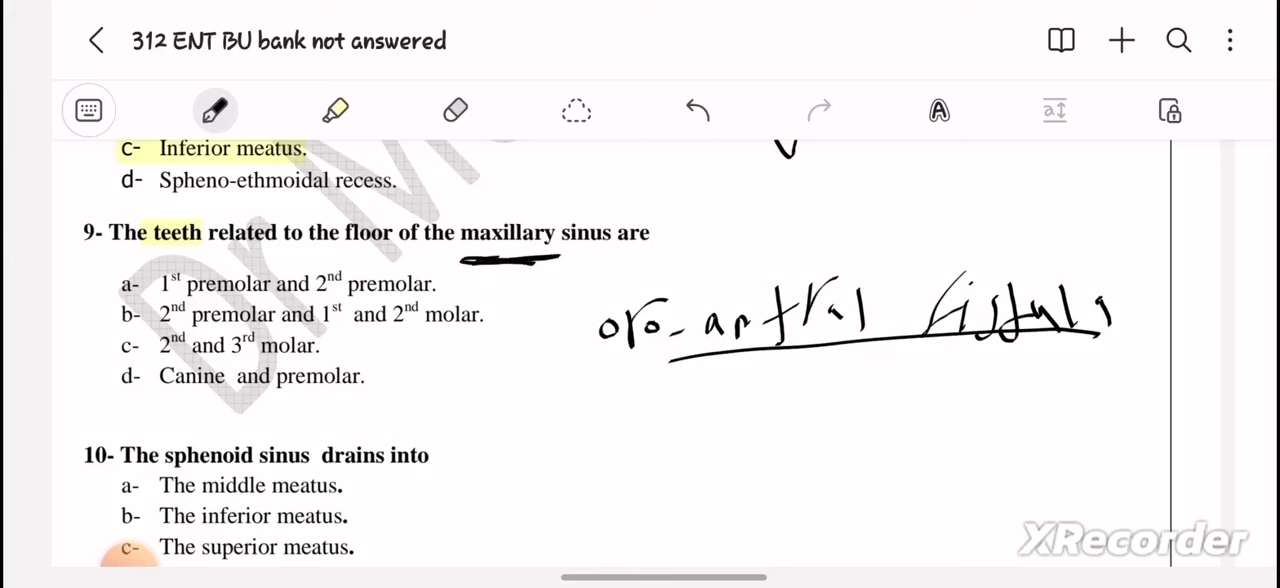 312 ENT BU bank not answered
c- Inferior meatus.
d- Spheno-ethmoidal recess.
9- The teeth related to the floor of the maxillary sinus are
a- 1st premolar and 2nd premolar.
b- 2nd premolar and 1st and 2nd molar.
c- 2nd and 3rd molar.
d- Canine and premolar.
oro-antral fistula
10- The sphenoid sinus drains into
a- The middle meatus.
b- The inferior meatus.
c- The superior meatus.
XRecorder